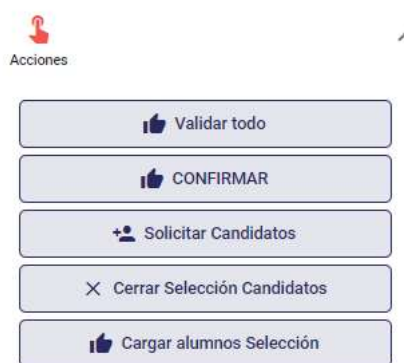 Acciones
Validar todo
CONFIRMAR
Solicitar Candidatos
Cerrar Selección Candidatos
Cargar alumnos Selección